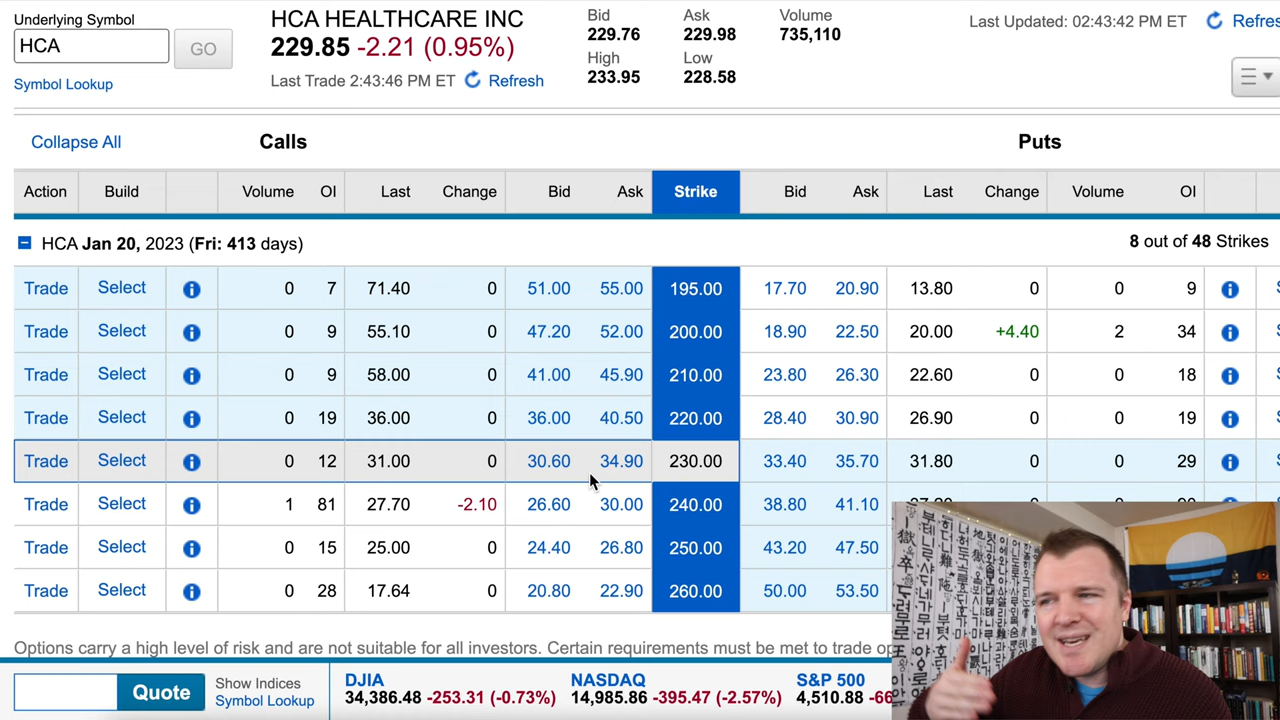 Underlying Symbol
HCA
GO
Symbol Lookup
HCA HEALTHCARE INC
229.85 -2.21 (0.95%)
Last Trade 2:43:46 PM ET Refresh
Bid Ask Volume
229.76 229.98 735,110
High Low
233.95 228.58
Last Updated: 02:43:42 PM ET Refres
Collapse All Calls Puts
Action Build Volume OI Last Change Bid Ask Strike Bid Ask Last Change Volume OI
HCA Jan 20, 2023 (Fri: 413 days) 8 out of 48 Strikes
Trade Select 0 7 71.40 0 51.00 55.00 195.00 17.70 20.90 13.80 0 0 9
Trade Select 0 9 55.10 0 47.20 52.00 200.00 18.90 22.50 20.00 +4.40 2 34
Trade Select 0 9 58.00 0 41.00 45.90 210.00 23.80 26.30 22.60 0 0 18
Trade Select 0 19 36.00 0 36.00 40.50 220.00 28.40 30.90 26.90 0 0 19
Trade Select 0 12 31.00 0 30.60 34.90 230.00 33.40 35.70 31.80 0 0 29
Trade Select 1 81 27.70 -2.10 26.60 30.00 240.00 38.80 41.10
Trade Select 0 15 25.00 0 24.40 26.80 250.00 43.20 47.50
Trade Select 0 28 17.64 0 20.80 22.90 260.00 50.00 53.50
Options carry a high level of risk and are not suitable for all investors. Certain requirements must be met to trade op
Quote
Show Indices
Symbol Lookup
DJIA
34,386.48 -253.31 (-0.73%)
NASDAQ
14,985.86 -395.47 (-2.57%)
S&P 500
4,510.88 -66